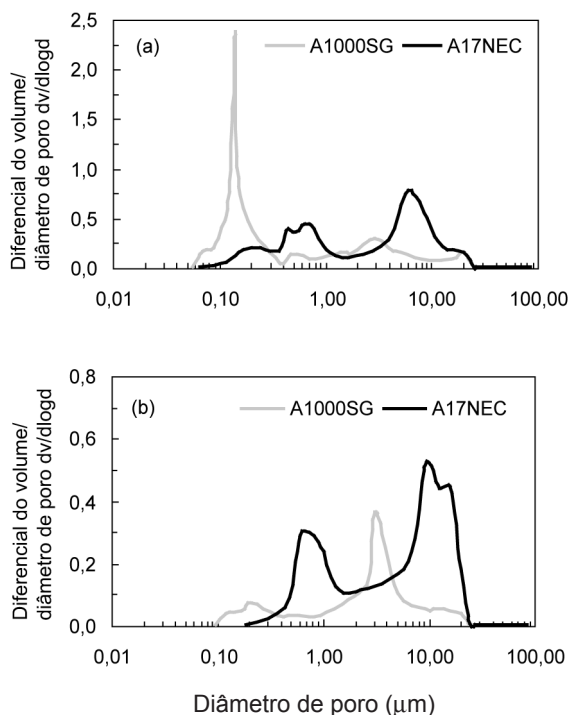 Diferencial do volume/
diâmetro de poro dv/dlogd
(a)
A1000SG
A17NEC
2,5
2,0
2,5
1,0
0,5
0,0
0,01
0,10
1,00
10,00
100,00
Diferencial do volume/
diâmetro de poro dv/dlogd
(b)
A1000SG
A17NEC
0,8
0,6
0,4
0,2
0,0
0,01
0,10
1,00
10,00
100,00
Diâmetro de poro (μm)